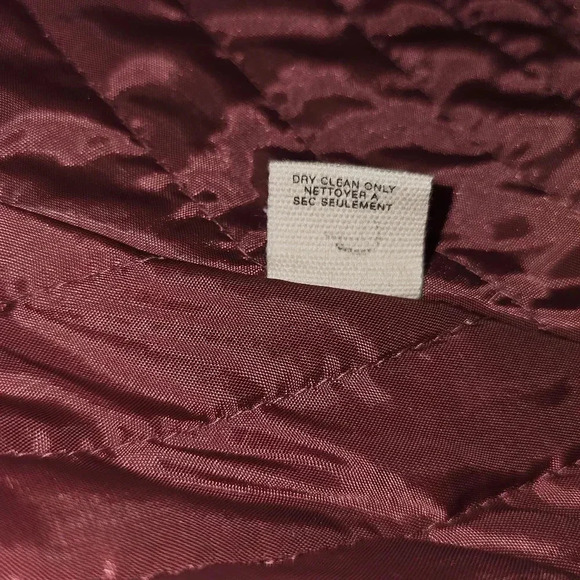 DRY CLEAN ONLY
NETTOYER A
SEC SEULEMENT